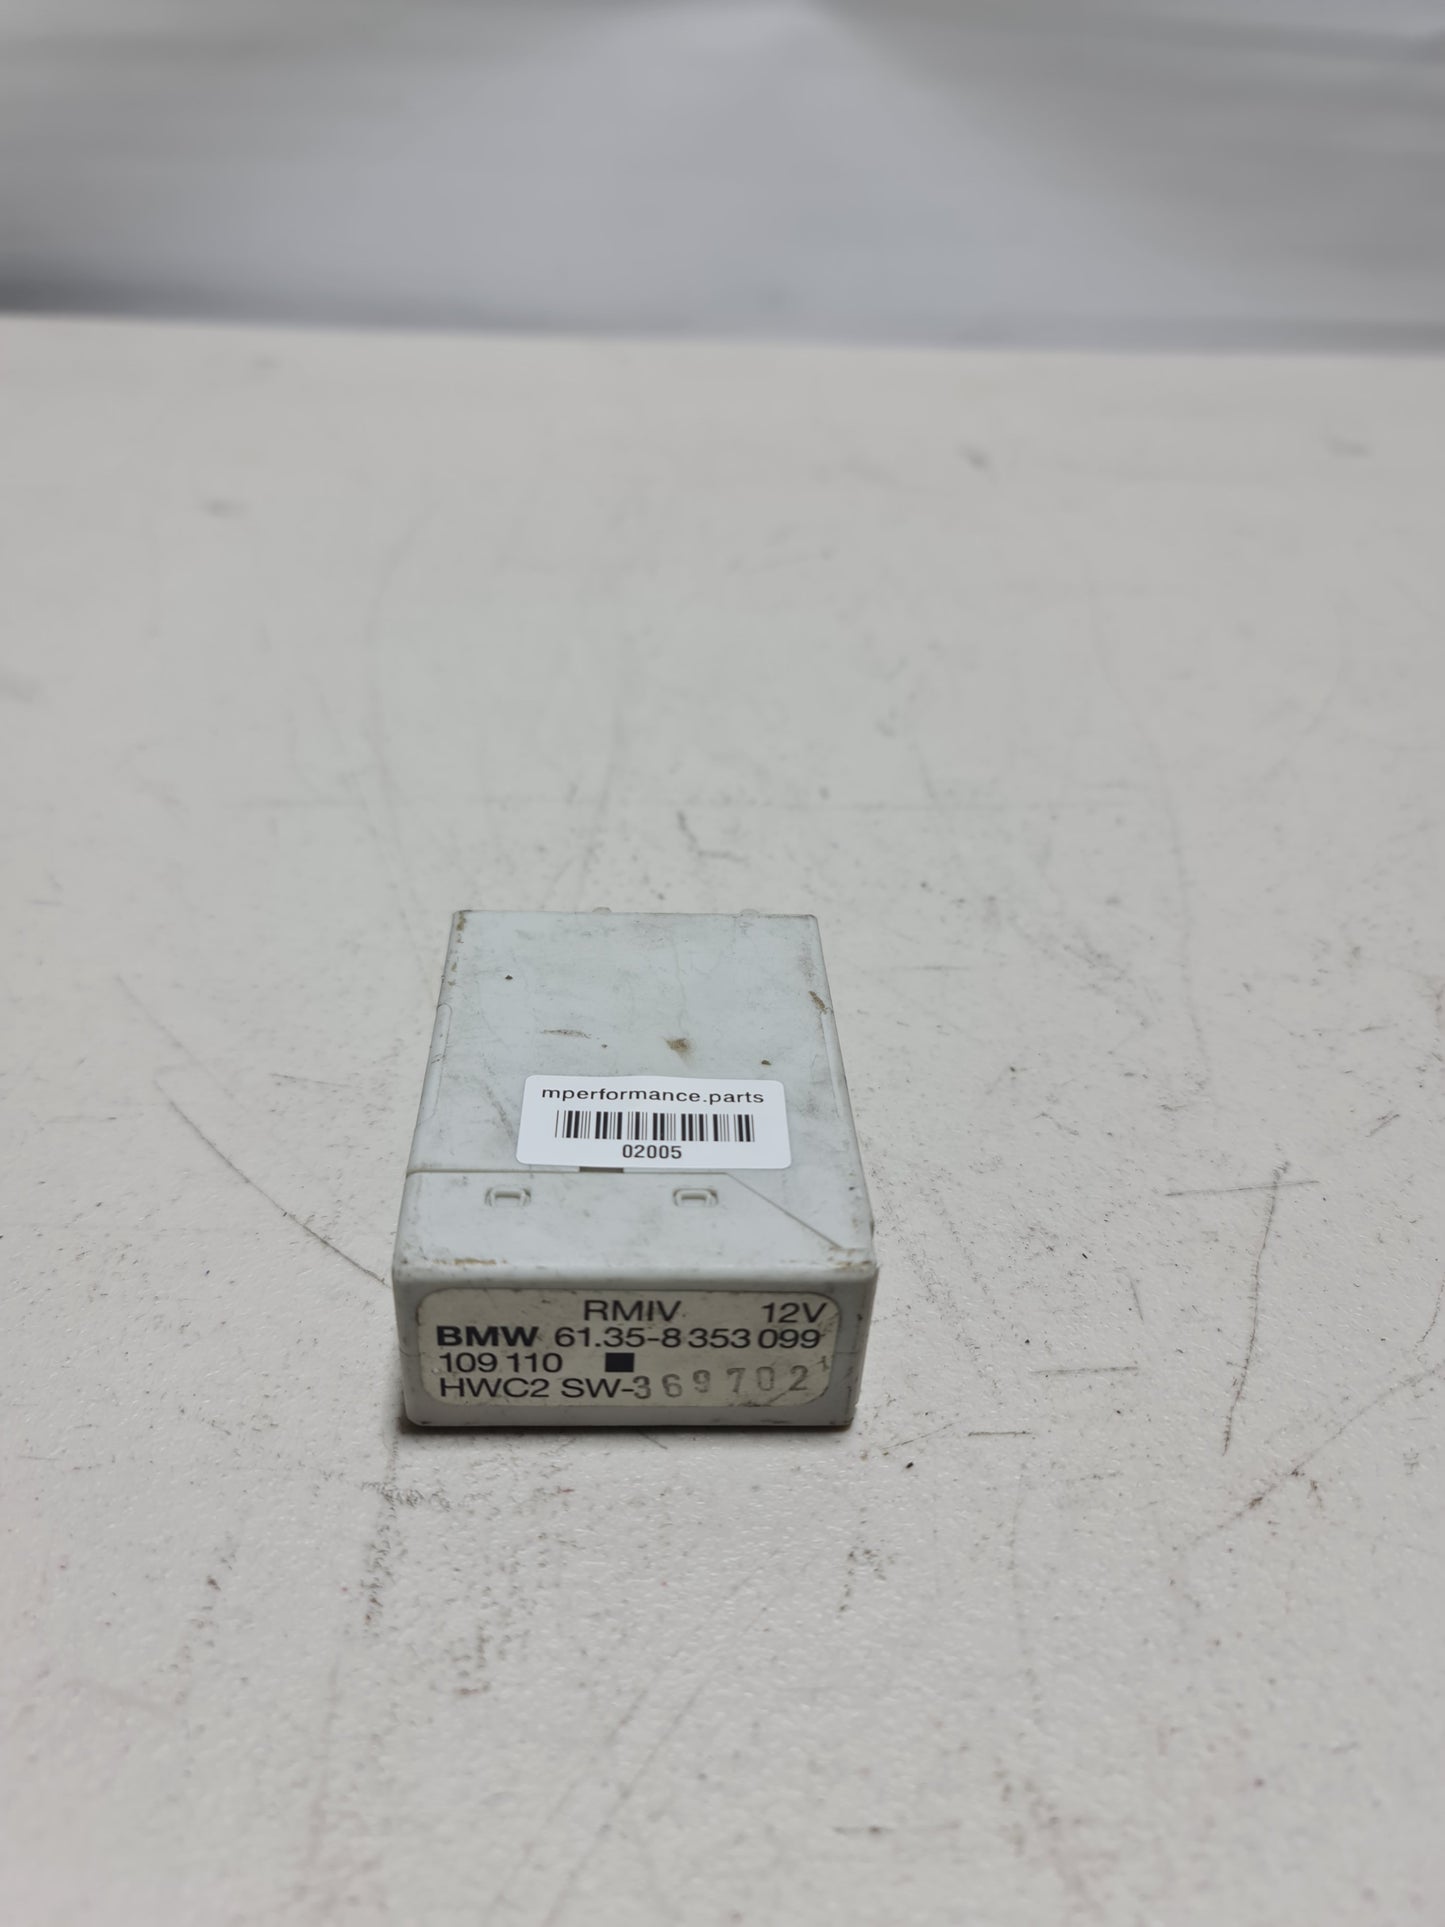 mperformance.parts
02005
RMIV 12V
BMW 61.35-8 353 099
109 110
HWC2 SW-369702